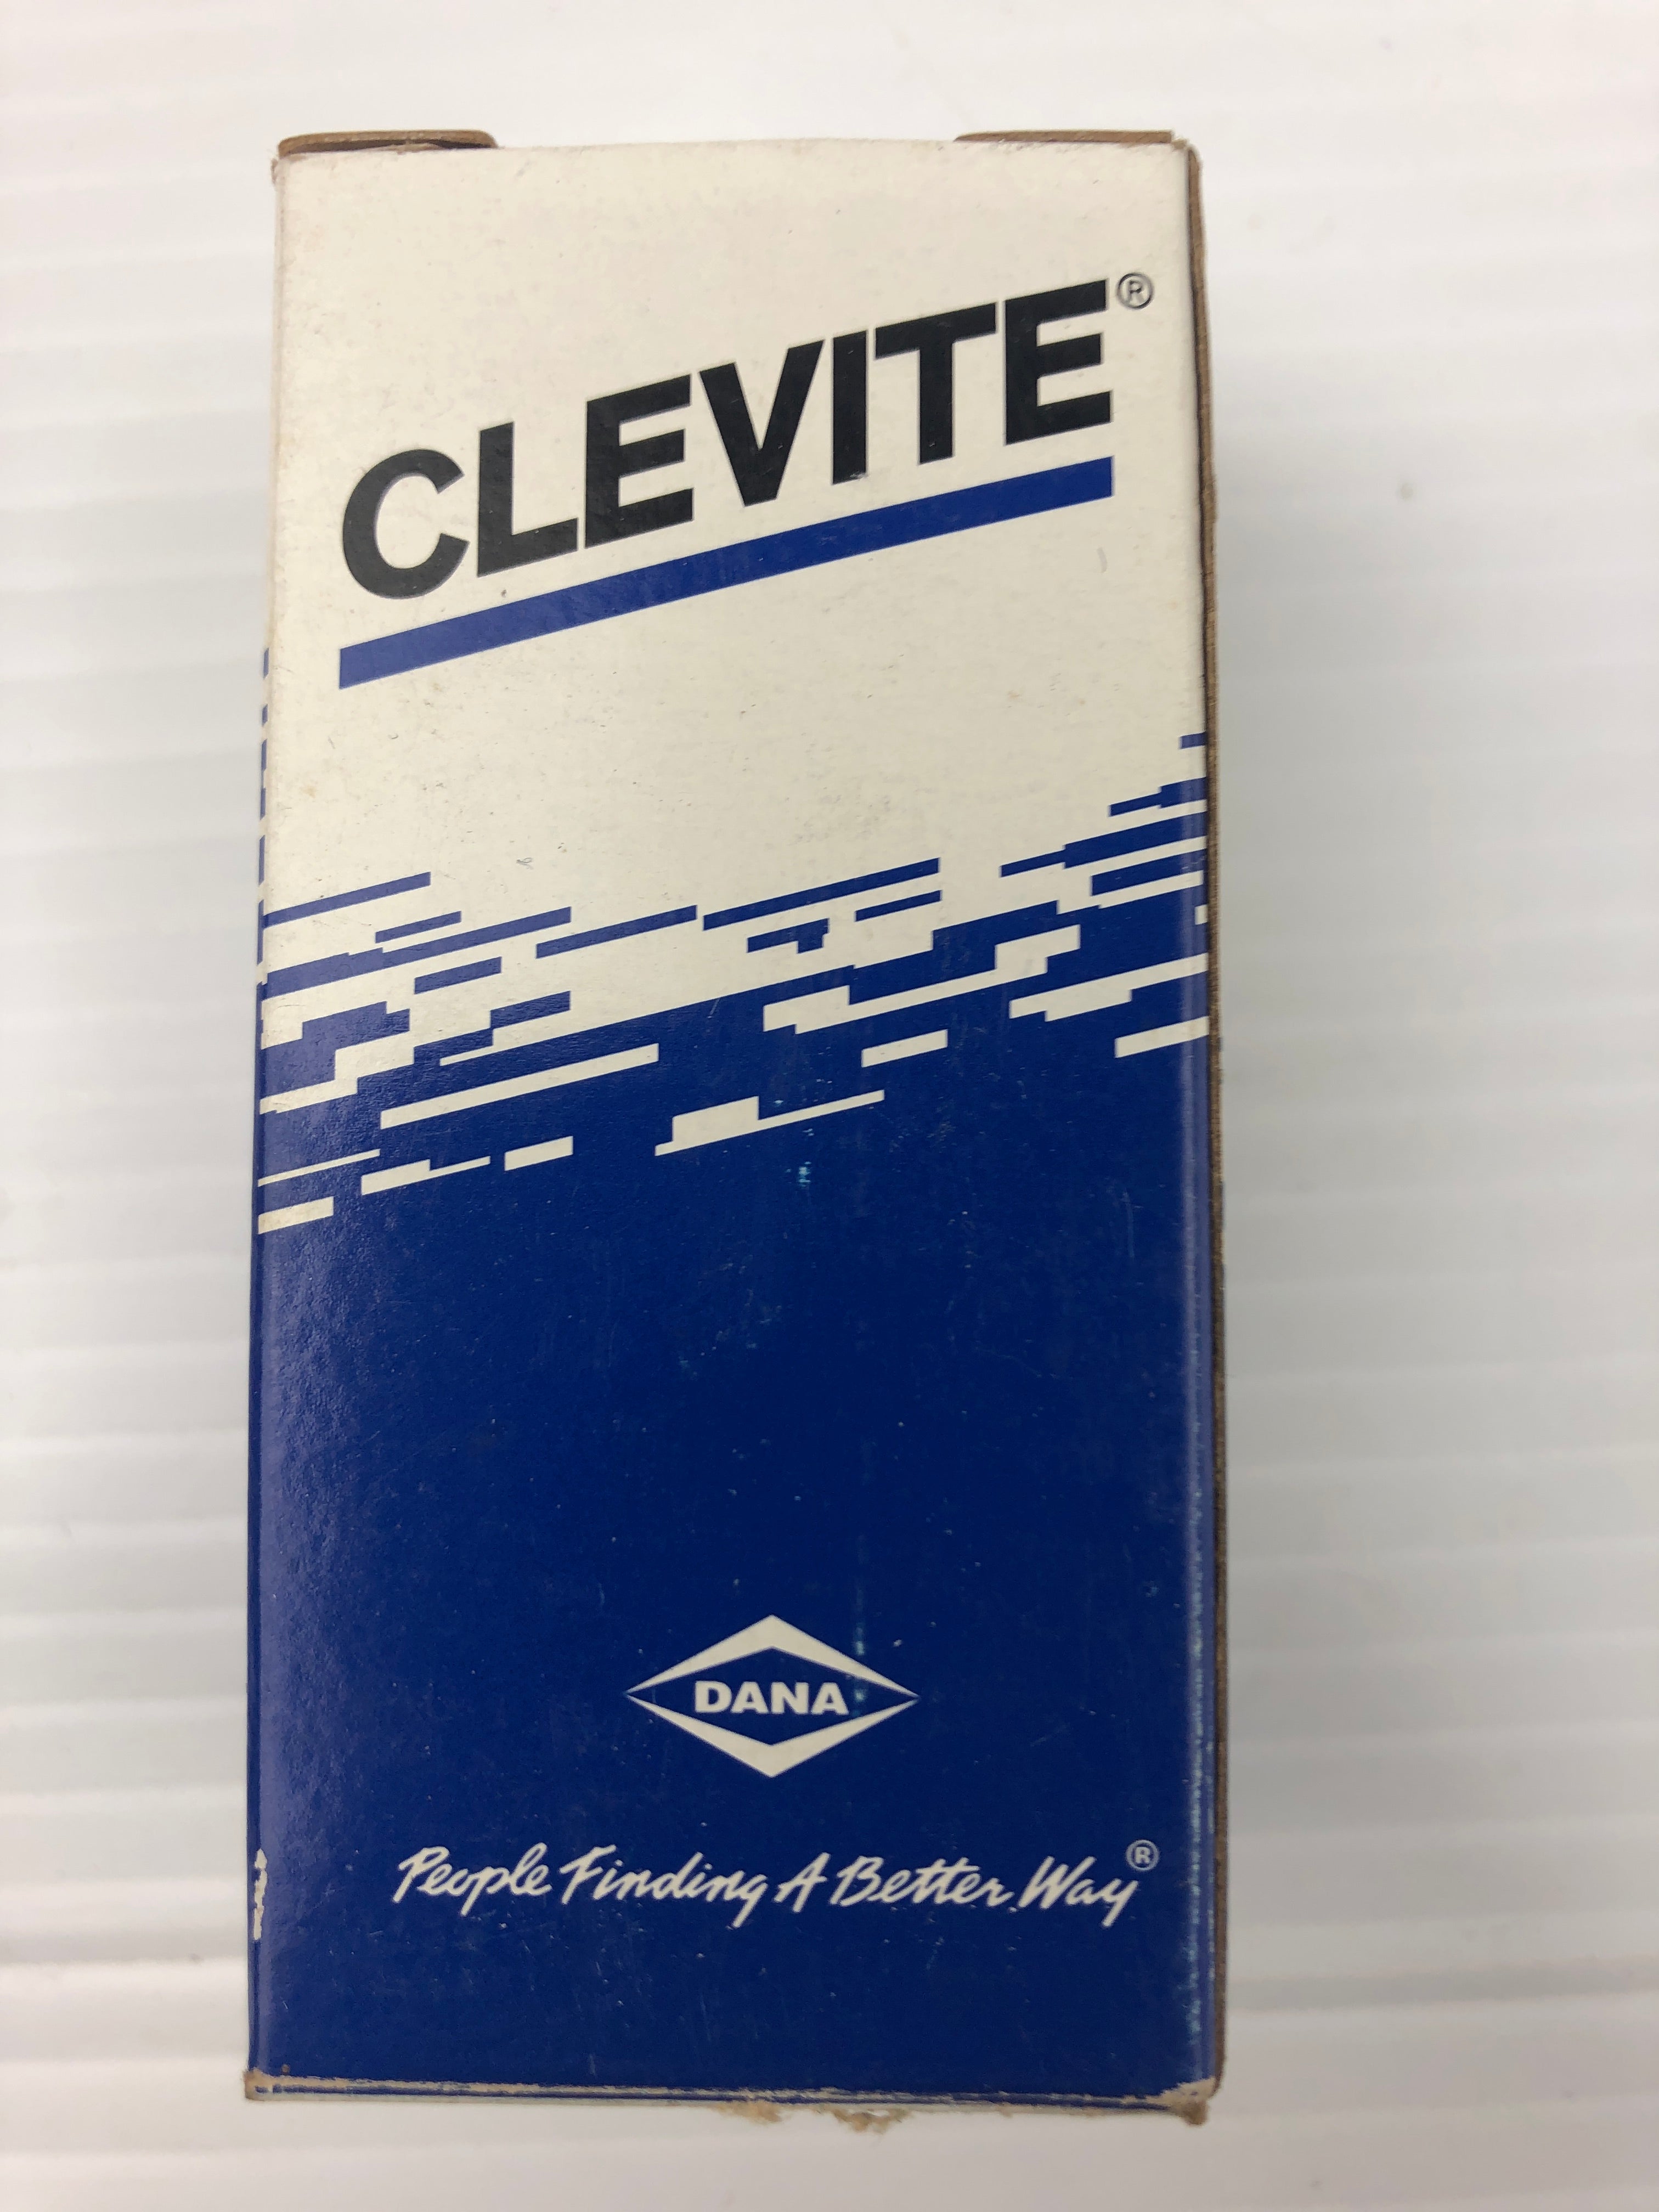 CLEVITE®
DANA
People Finding A Better Way®